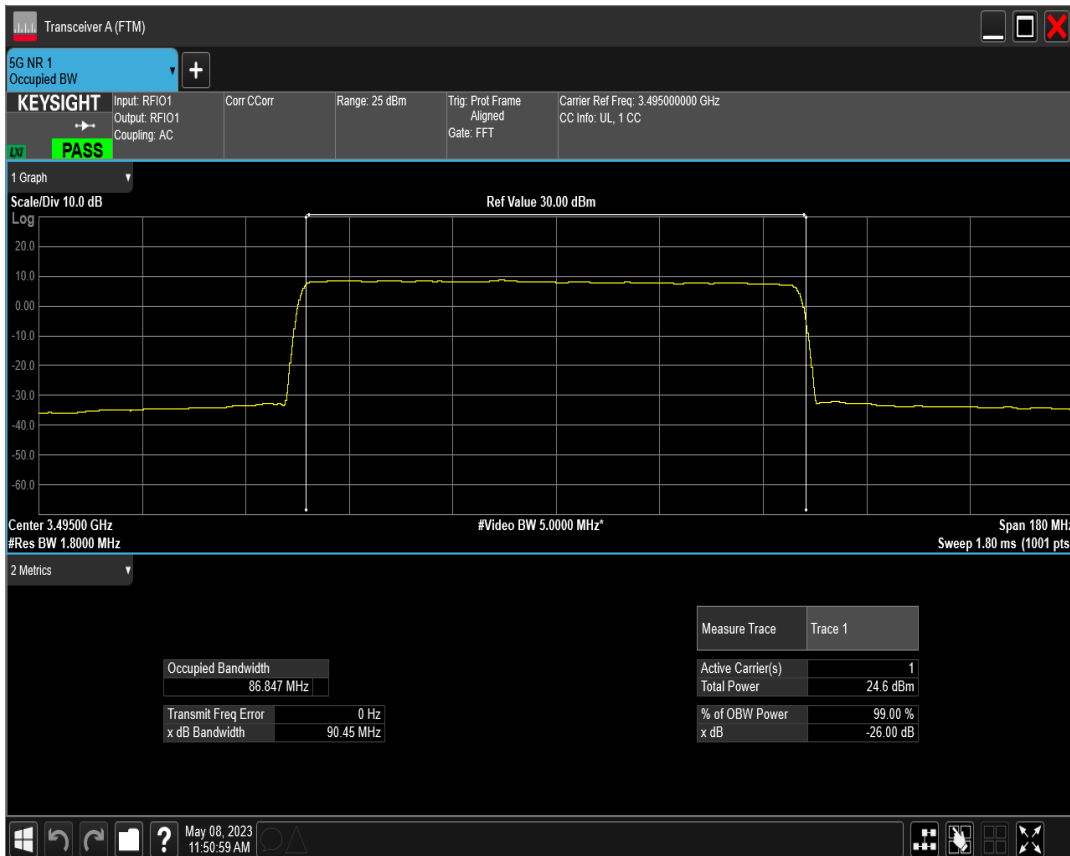 Transceiver A (FTM)
5G NR 1
Occupied BW
+
KEYSIGHT
LXI
PASS
Input: RFIO1
Output: RFIO1
Coupling: AC
Corr CCorr
Range: 25 dBm
Trig: Prot Frame
Aligned
Gate: FFT
Carrier Ref Freq: 3.495000000 GHz
CC Info: UL, 1 CC
1 Graph
Scale/Div 10.0 dB
Ref Value 30.00 dBm
Log
20.0
10.0
0.00
-10.0
-20.0
-30.0
-40.0
-50.0
-60.0
Center 3.49500 GHz
#Video BW 5.0000 MHz*
Span 180 MHz
#Res BW 1.8000 MHz
Sweep 1.80 ms (1001 pts
2 Metrics
Measure Trace Trace 1
Occupied Bandwidth
86.847 MHz
Active Carrier(s) 1
Total Power 24.6 dBm
Transmit Freq Error 0 Hz
x dB Bandwidth 90.45 MHz
% of OBW Power 99.00 %
x dB -26.00 dB
?
May 08, 2023
11:50:59 AM